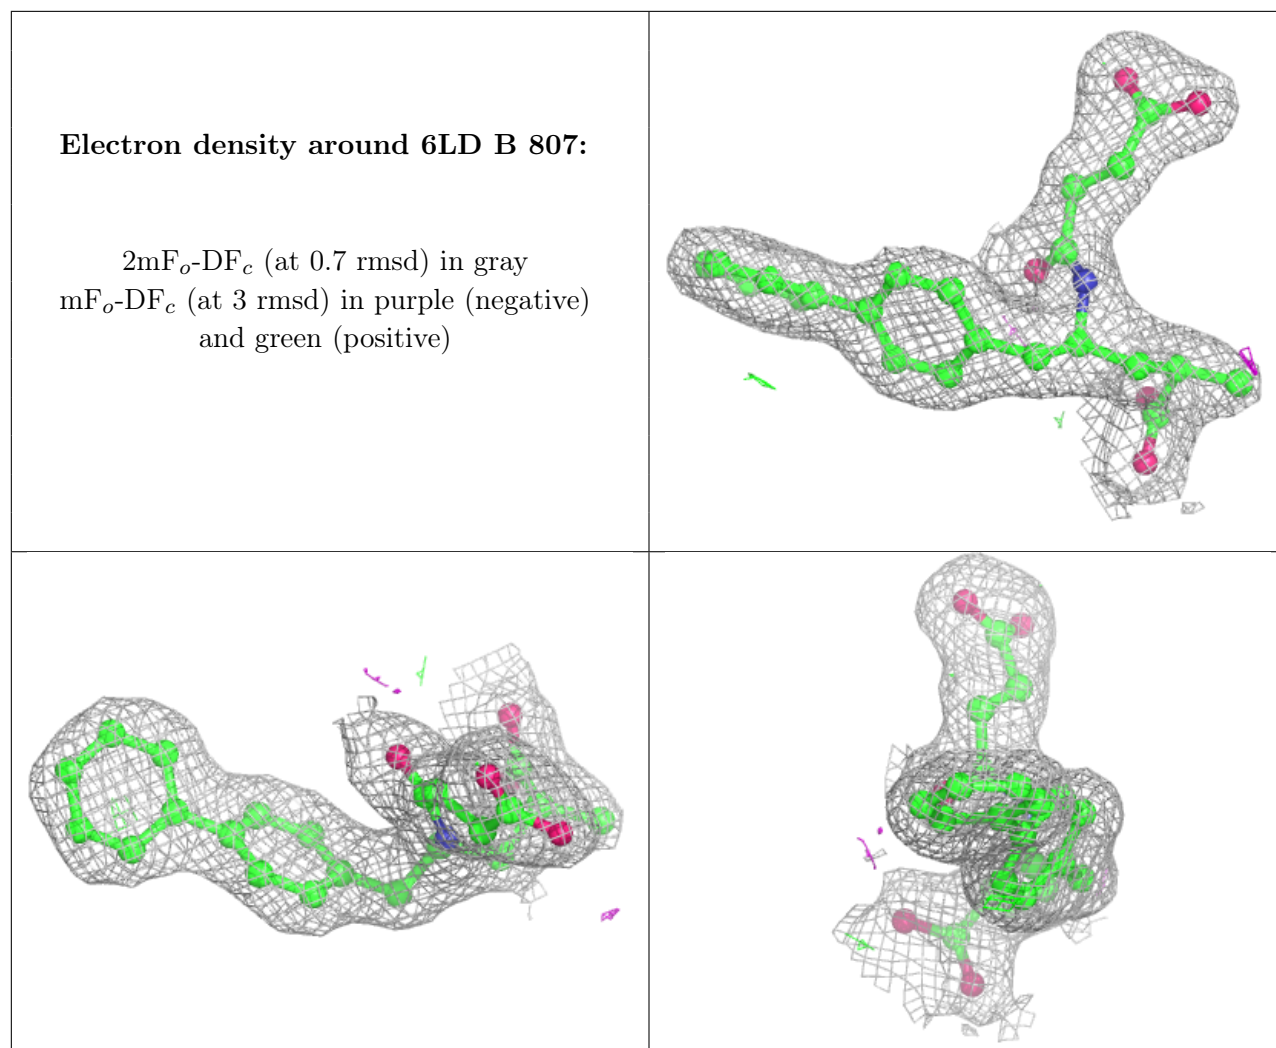 Electron density around 6LD B 807:
2mFo-DFc (at 0.7 rmsd) in gray
mFo-DFc (at 3 rmsd) in purple (negative)
and green (positive)